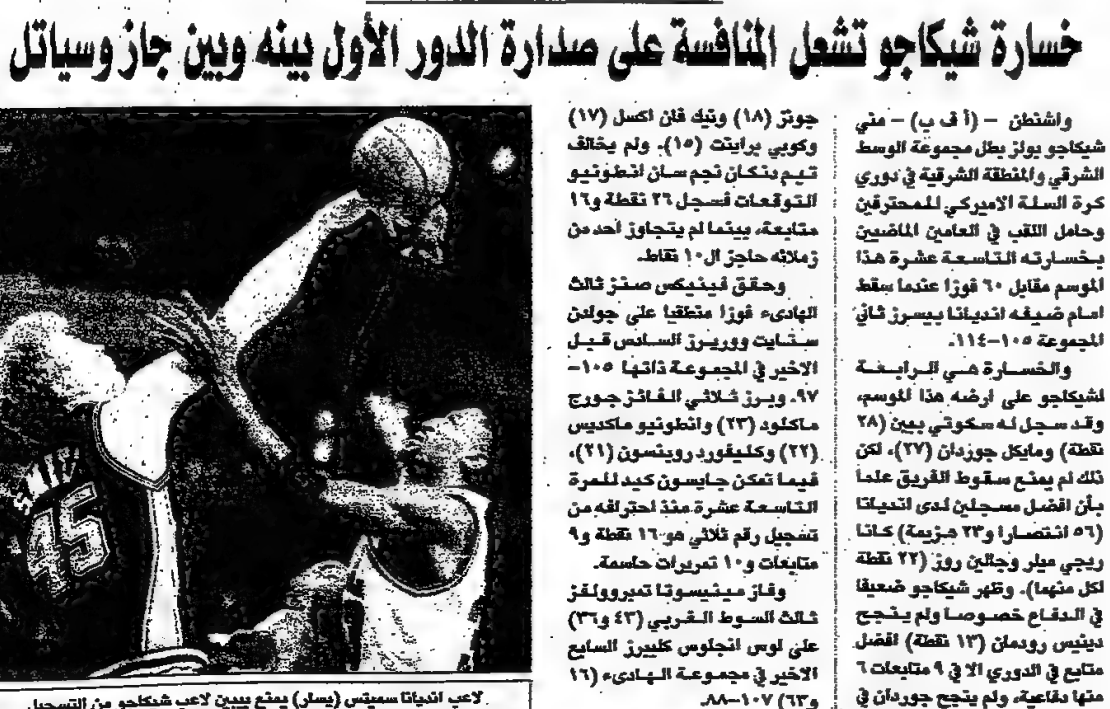 خسارة شيكاجو تشعل المنافسة على صدارة الدور الأول بينه وبين جاز وسياتل
واشنطن - (أ ف ب) - مني
شيكاجو بولز بطل مجموعة الوسط
الشرقي والمنطقة الشرقية في دوري
كرة السلة الاميركي للمحترفين
وحامل اللقب في العامين الماضيين
بخسارته التاسعة عشرة هذا
الموسم مقابل ٦٠ فوزا عندما سقط
امام ضيفه انديانا بيسرز ثاني
المجموعة ١٠٥-١١٤.
والخسارة هي الرابعة
لشيكاجو على ارضه هذا الموسم،
وقد سجل له سكوتي بيبن (٢٨
نقطة) ومايكل جوردان (٢٧)، لكن
ذلك لم يمنع سقوط الفريق علما
بأن افضل مسجلين لدى انديانا
(٥٦ انتصارا و٢٣ هزيمة) كانا
ريجي ميلر وجالين روز (٢٢ نقطة
لكل منهما). وظهر شيكاجو ضعيفا
في الدفاع خصوصا ولم ينجح
دينيس رودمان (١٣ نقطة) افضل
متابع في الدوري الا في ٩ متابعات ٦
منها دفاعية، ولم ينجح جوردان في
جونز (١٨) ونيك فان اكسل (١٧)
وكوبي براينت (١٥). ولم يخالف
تيم دنكان نجم سان انطونيو
التوقعات فسجل ٢٦ نقطة و١٦
متابعة، بينما لم يتجاوز احد من
زملائه حاجز ال١٠ نقاط.
وحقق فينيكس صنز ثالث
الهادىء فوزا منطقيا على جولدن
ستايت ووريرز السادس قبل
الاخير في المجموعة ذاتها ١٠٥-
٩٧. وبرز ثلاثي الفائز جورج
ماكلود (٢٣) وانطونيو ماكديس
(٢٢) وكليفورد روبنسون (٢١)،
فيما تمكن جايسون كيد للمرة
التاسعة عشرة منذ احترافه من
تسجيل رقم ثلاثي هو ١٦ نقطة و٩
متابعات و١٠ تمريرات حاسمة.
وفاز مينيسوتا تمبروولفز
ثالث السوط الغربي (٤٣ و٣٦)
على لوس انجلوس كليبرز السابع
الاخير في مجموعة الهادىء (١٦
و٦٣) ١٠٧-٨٨.
45
لاعب انديانا سميتس (يسار) يمنع بيبين لاعب شيكاجو من التسجيل